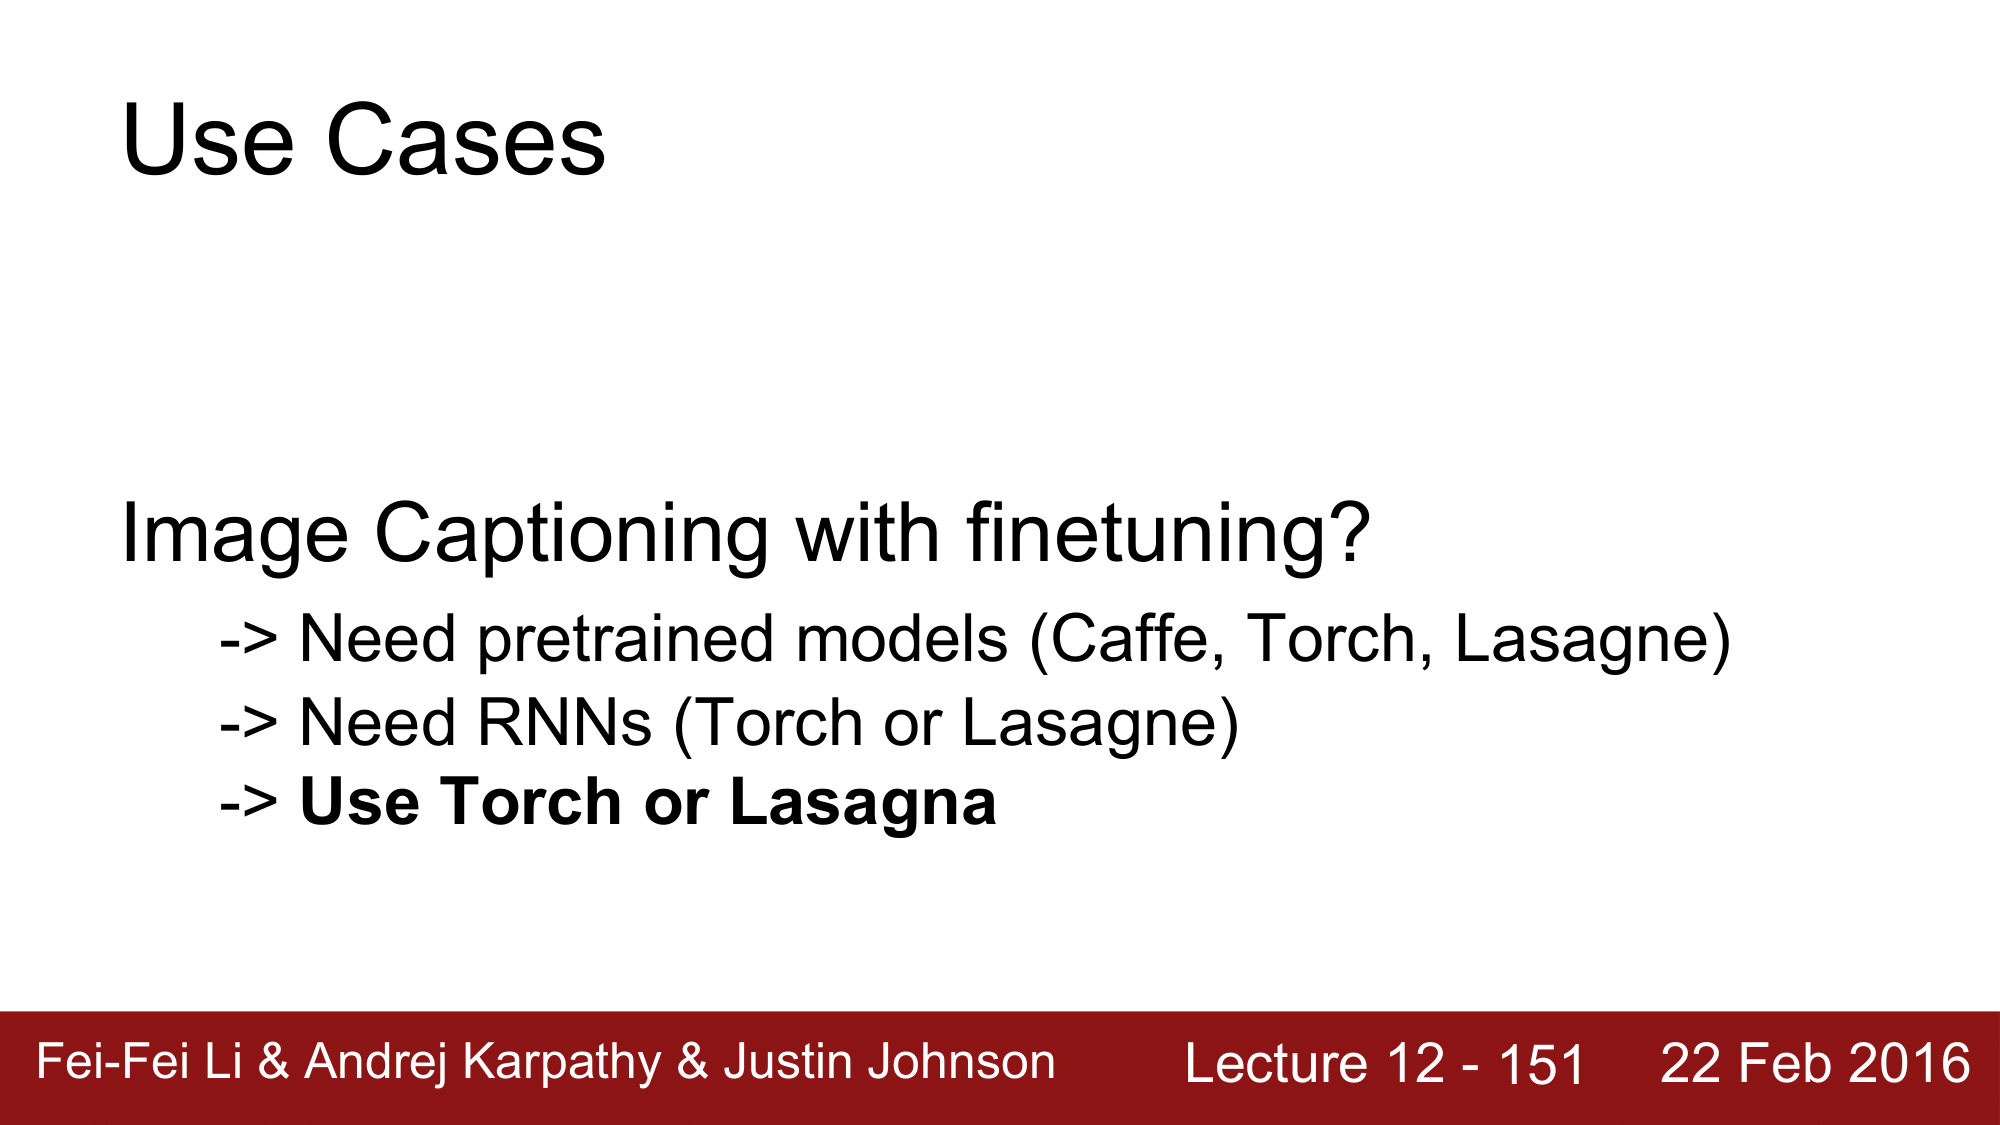 Use Cases
Image Captioning with finetuning?
-> Need pretrained models (Caffe, Torch, Lasagne)
-> Need RNNs (Torch or Lasagne)
-> Use Torch or Lasagna
Fei-Fei Li & Andrej Karpathy & Justin Johnson Lecture 12 - 151 22 Feb 2016